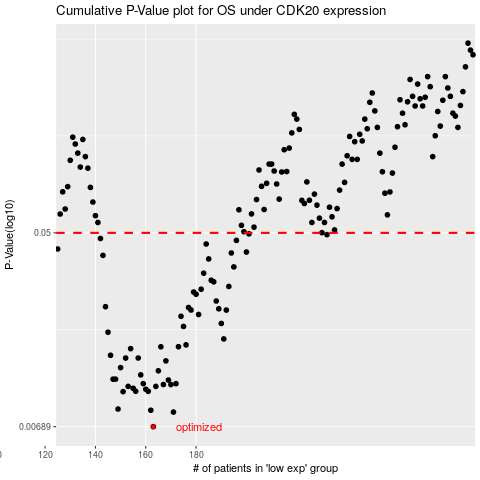 Cumulative P-Value plot for OS under CDK20 expression
P-Value(log10)
0.05
0.00689
optimized
0 120 140 160 180
# of patients in 'low exp' group